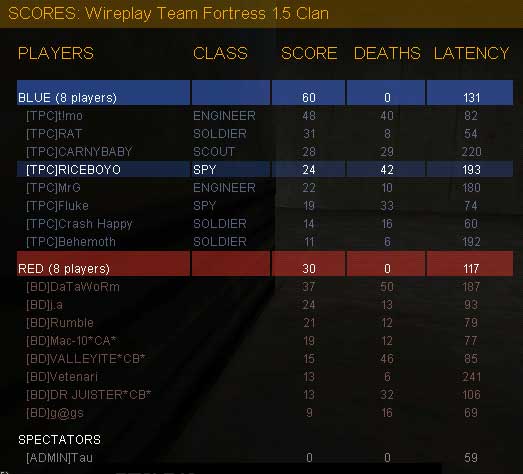 SCORES: Wireplay Team Fortress 1.5 Clan
PLAYERS CLASS SCORE DEATHS LATENCY
BLUE (8 players) 60 0 131
[TPC]t!mo ENGINEER 48 40 82
[TPC]RAT SOLDIER 31 8 54
[TPC]CARNYBABY SCOUT 28 29 220
[TPC]RICEBOYO SPY 24 42 193
[TPC]MrG ENGINEER 22 10 180
[TPC]Fluke SPY 19 33 74
[TPC]Crash Happy SOLDIER 14 16 60
[TPC]Behemoth SOLDIER 11 6 192
RED (8 players) 30 0 117
[BD]DaTaWoRm 37 50 187
[BD]j.a 24 13 93
[BD]Rumble 21 12 79
[BD]Mac-10*CA* 19 12 77
[BD]VALLEYITE*CB* 15 46 85
[BD]Vetenari 13 6 241
[BD]DR JUISTER*CB* 13 32 106
[BD]g@gs 9 16 69
SPECTATORS
[ADMIN]Tau 0 0 59